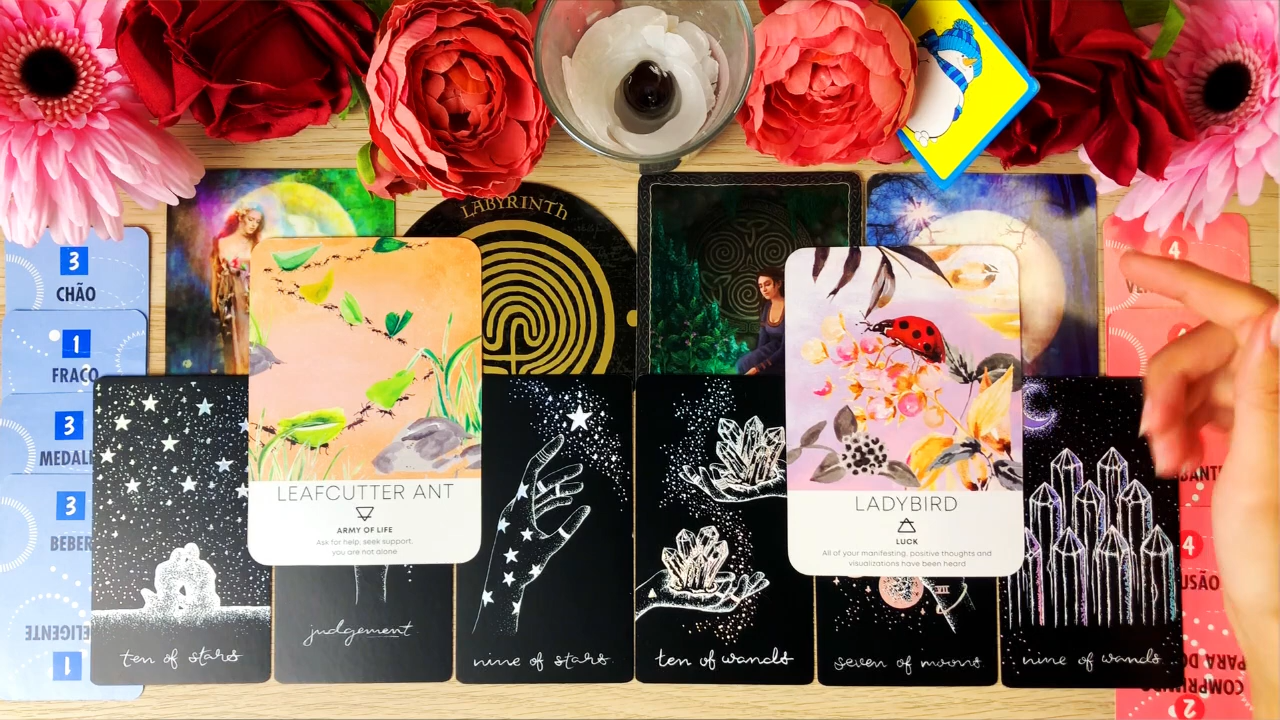 LABYRINTH
3
CHÃO
1
FRACO
3
MEDAL
3
BEBER
ELIGENTE
1
LEAFCUTTER ANT
ARMY OF LIFE
Ask for help, seek support,
you are not alone
LADYBIRD
LUCK
All of your manifesting, positive thoughts and
visualizations have been heard
4
4
USÃO
PARA DO
2
ten of stars
judgement
nine of stars
ten of wands
seven of moons
nine of wands